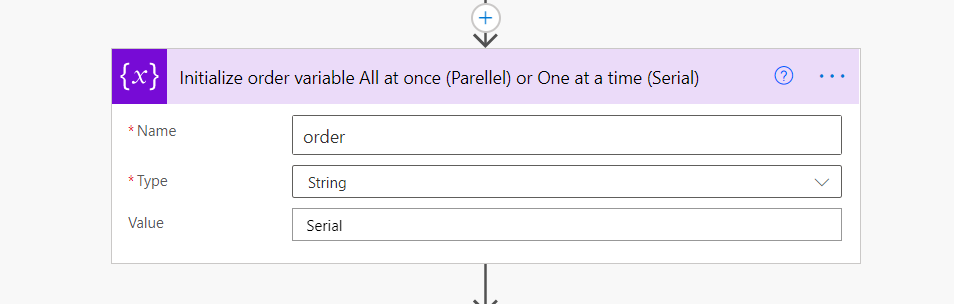 {x} Initialize order variable All at once (Parellel) or One at a time (Serial) ? ...
* Name order
* Type String
Value Serial